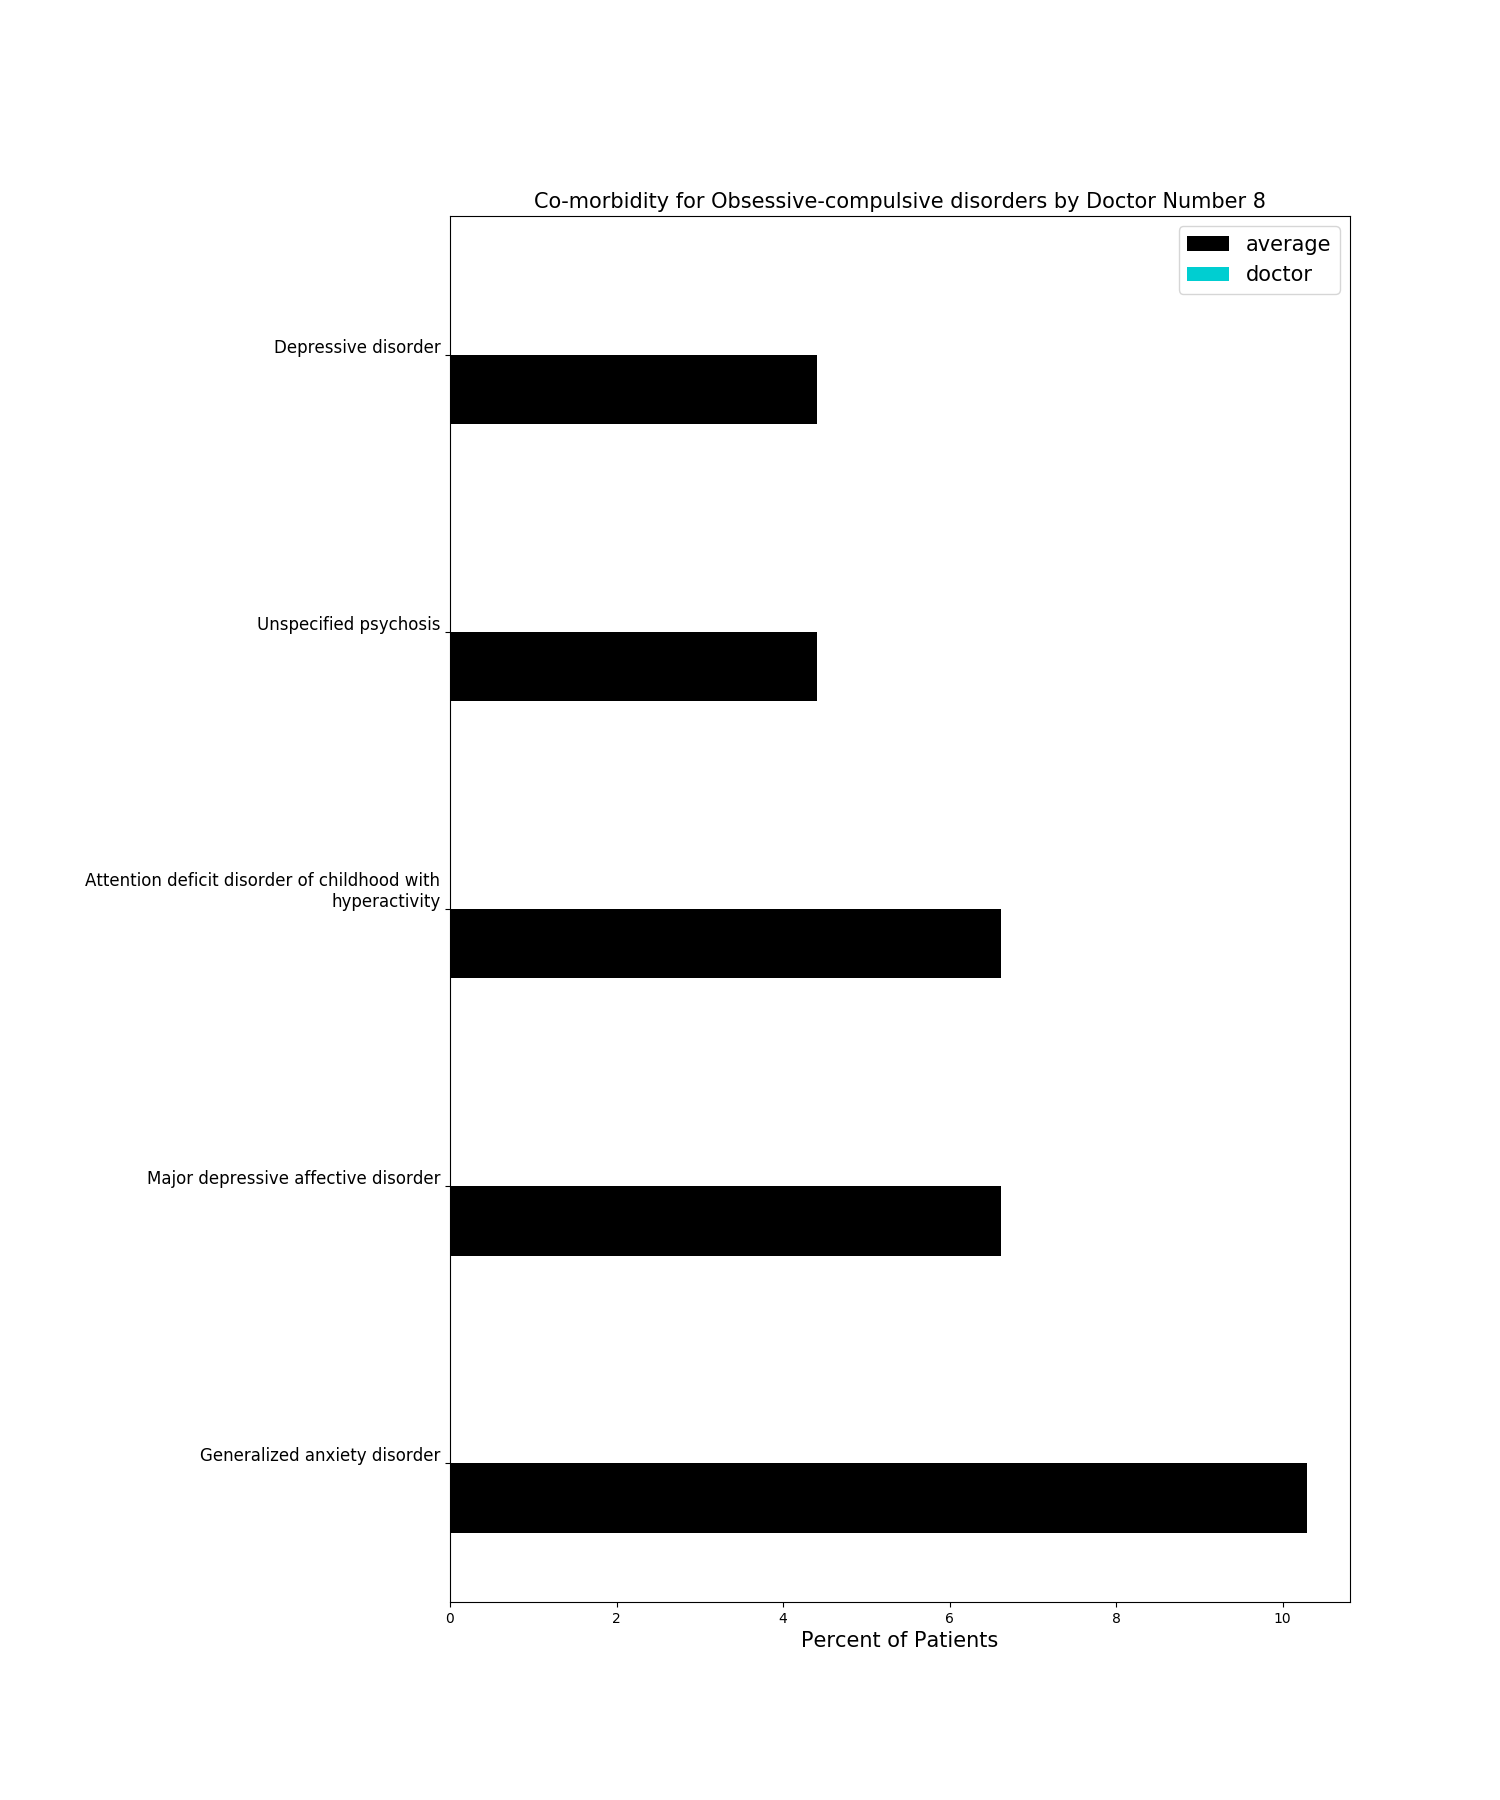 Co-morbidity for Obsessive-compulsive disorders by Doctor Number 8
average
doctor
Depressive disorder
Unspecified psychosis
Attention deficit disorder of childhood with
hyperactivity
Major depressive affective disorder
Generalized anxiety disorder
0 2 4 6 8 10
Percent of Patients